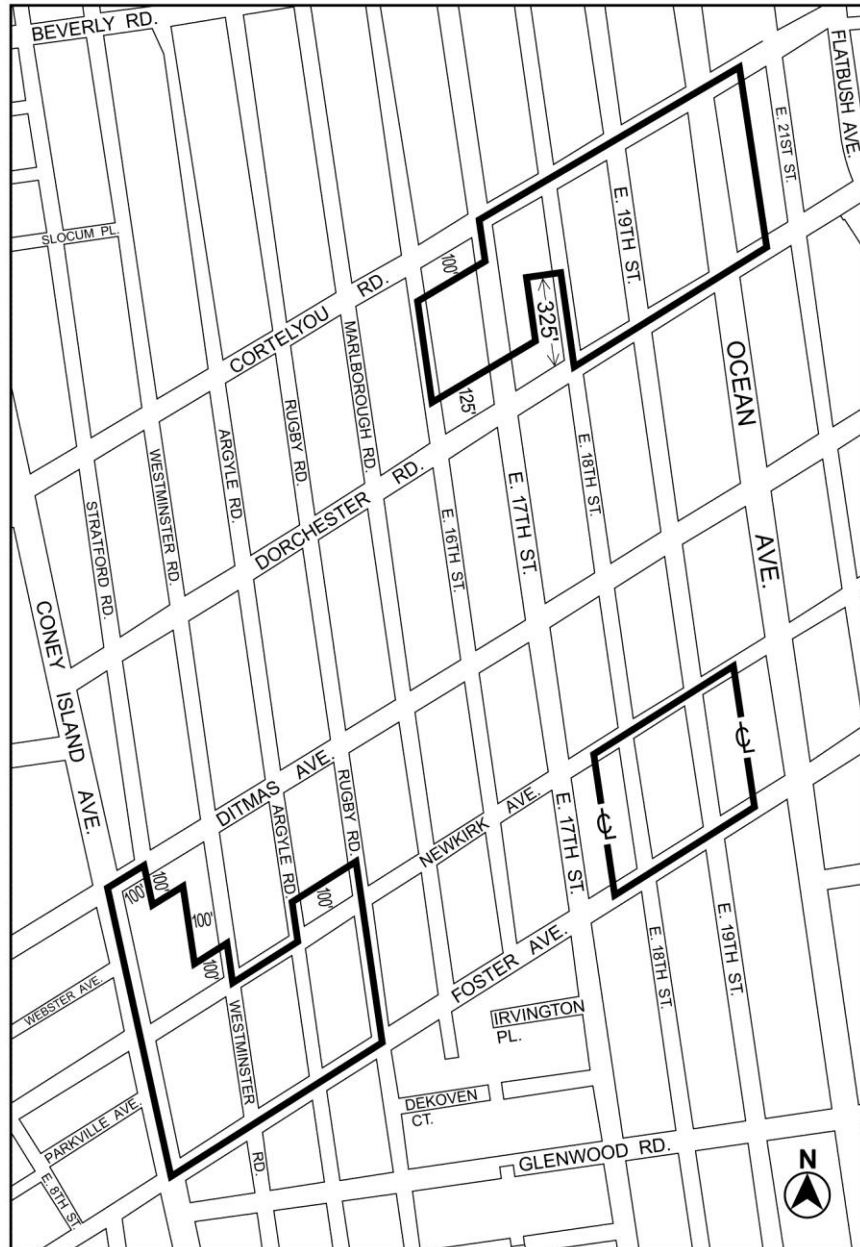 BEVERLY RD.
FLATBUSH AVE.
E. 21ST ST.
SLOCUM PL.
E. 19TH ST.
100'
CORTELYOU RD.
325'
MARLBOROUGH RD.
OCEAN AVE.
RUGBY RD.
125'
ARGYLE RD.
WESTMINSTER RD.
STRATFORD RD.
E. 18TH ST.
E. 17TH ST.
E. 16TH ST.
DORCHESTER RD.
CONEY ISLAND AVE.
DITMAS AVE.
RUGBY RD.
ARGYLE RD.
NEWKIRK AVE.
E. 17TH ST.
100'
100'
100'
100'
100'
FOSTER AVE.
E. 18TH ST.
E. 19TH ST.
WEBSTER AVE.
WESTMINSTER RD.
IRVINGTON
PL.
DEKOVEN
CT.
PARKVILLE AVE.
E. 8TH ST.
GLENWOOD RD.
N